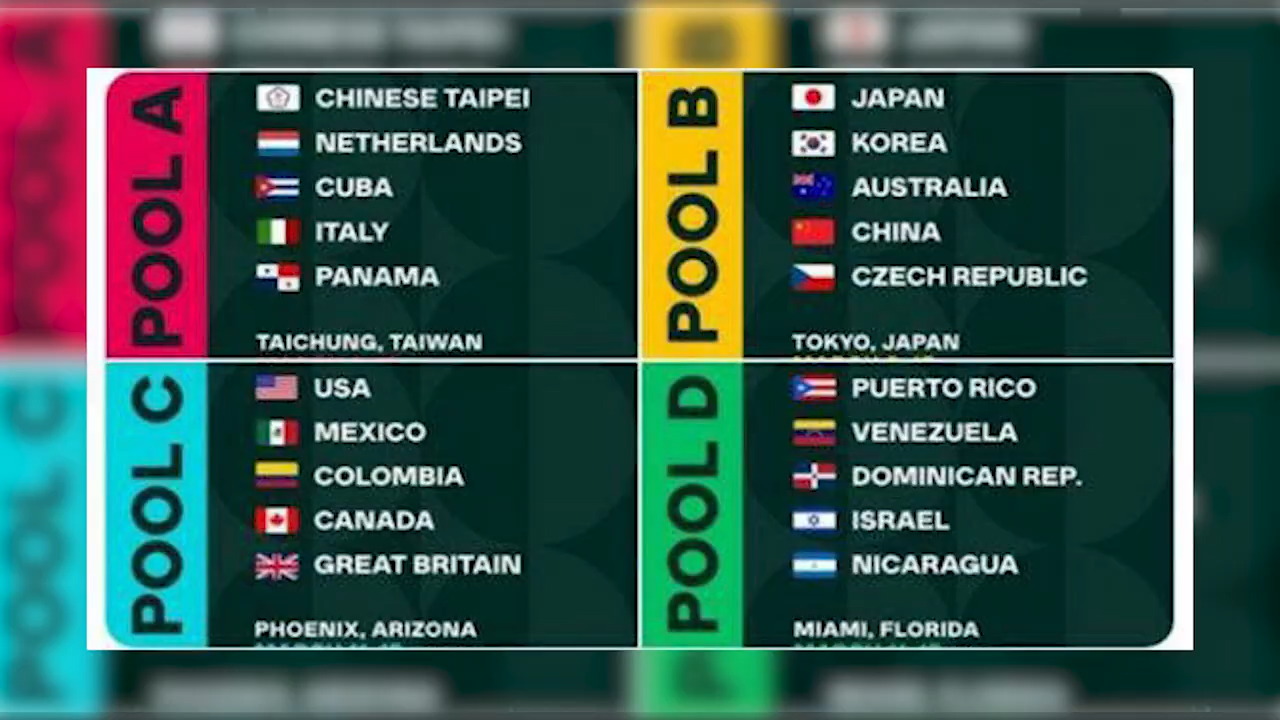 POOL A
CHINESE TAIPEI
NETHERLANDS
CUBA
ITALY
PANAMA
TAICHUNG, TAIWAN
POOL B
JAPAN
KOREA
AUSTRALIA
CHINA
CZECH REPUBLIC
TOKYO, JAPAN
POOL C
USA
MEXICO
COLOMBIA
CANADA
GREAT BRITAIN
PHOENIX, ARIZONA
POOL D
PUERTO RICO
VENEZUELA
DOMINICAN REP.
ISRAEL
NICARAGUA
MIAMI, FLORIDA